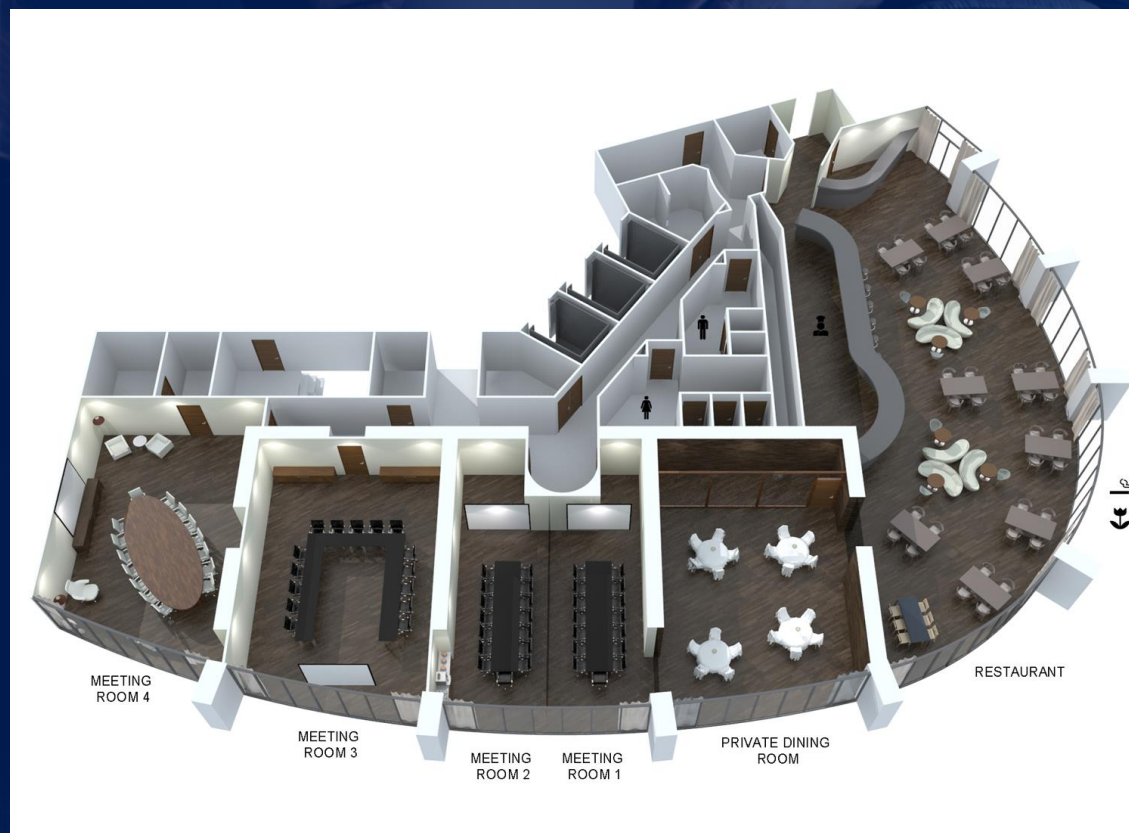 MEETING
ROOM 4
MEETING
ROOM 3
MEETING
ROOM 2
MEETING
ROOM 1
PRIVATE DINING
ROOM
RESTAURANT